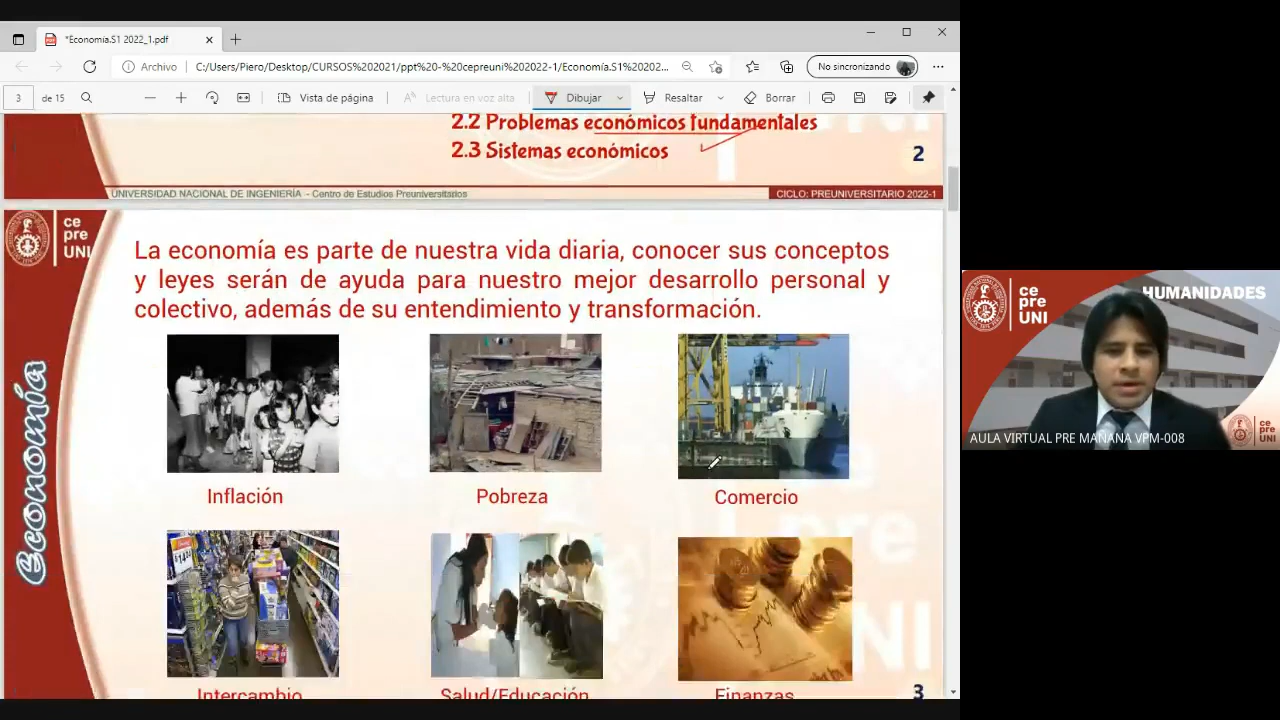 *Economía.S1 2022_1.pdf
Archivo
C:/Users/Piero/Desktop/CURSOS%202021/ppt%20-%20cepreuni%202022-1/Economia.S1%20202...
No sincronizando
3 de 15
Vista de página
Lectura en voz alta
Dibujar
Resaltar
Borrar
2.2 Problemas económicos fundamentales
2.3 Sistemas económicos
2
UNIVERSIDAD NACIONAL DE INGENIERÍA - Centro de Estudios Preuniversitarios
CICLO: PREUNIVERSITARIO 2022-1
ce
pre
UNI
La economía es parte de nuestra vida diaria, conocer sus conceptos
y leyes serán de ayuda para nuestro mejor desarrollo personal y
colectivo, además de su entendimiento y transformación.
Economía
Inflación
Pobreza
Comercio
Intercambio
Salud/Educación
Finanzas
3
ce
pre
UNI
HUMANIDADES
AULA VIRTUAL PRE MAÑANA VPM-008